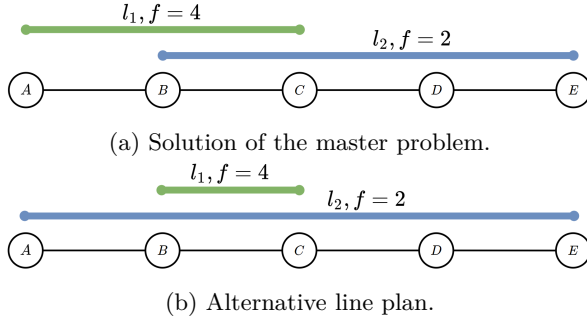 l₁, f = 4
l₂, f = 2
A B C D E
(a) Solution of the master problem.
l₁, f = 4
l₂, f = 2
A B C D E
(b) Alternative line plan.